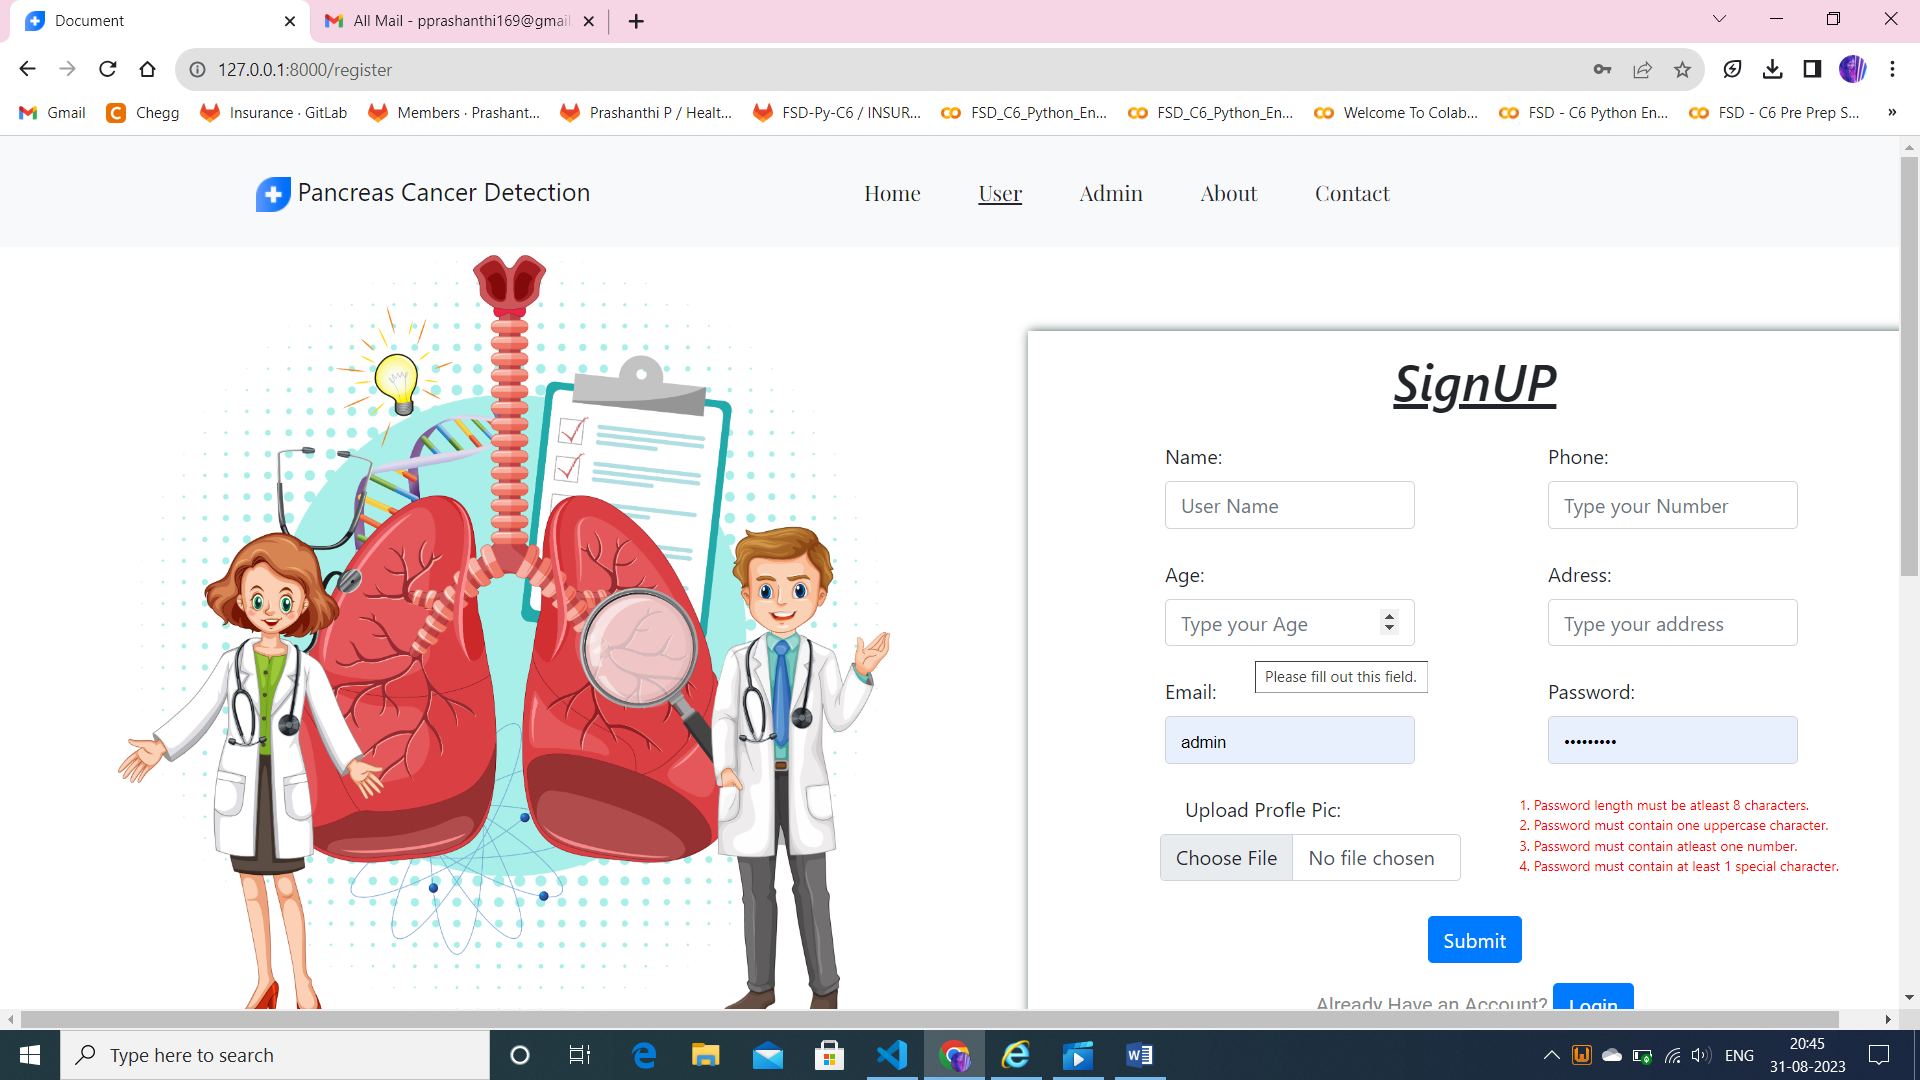 Document
All Mail - pprashanthi169@gmail.
127.0.0.1:8000/register
Gmail
Chegg
Insurance · GitLab
Members · Prashant...
Prashanthi P / Healt...
FSD-Py-C6 / INSUR...
FSD_C6_Python_En...
FSD_C6_Python_En...
Welcome To Colab...
FSD - C6 Python En...
FSD - C6 Pre Prep S...
»
Pancreas Cancer Detection
Home
User
Admin
About
Contact
SignUP
Name:
Phone:
User Name
Type your Number
Age:
Adress:
Type your Age
Type your address
Please fill out this field.
Email:
Password:
admin
•••••••••
Upload Profle Pic:
Choose File
No file chosen
1. Password length must be atleast 8 characters.
2. Password must contain one uppercase character.
3. Password must contain atleast one number.
4. Password must contain at least 1 special character.
Submit
Already Have an Account?
Login
Type here to search
ENG
20:45
31-08-2023